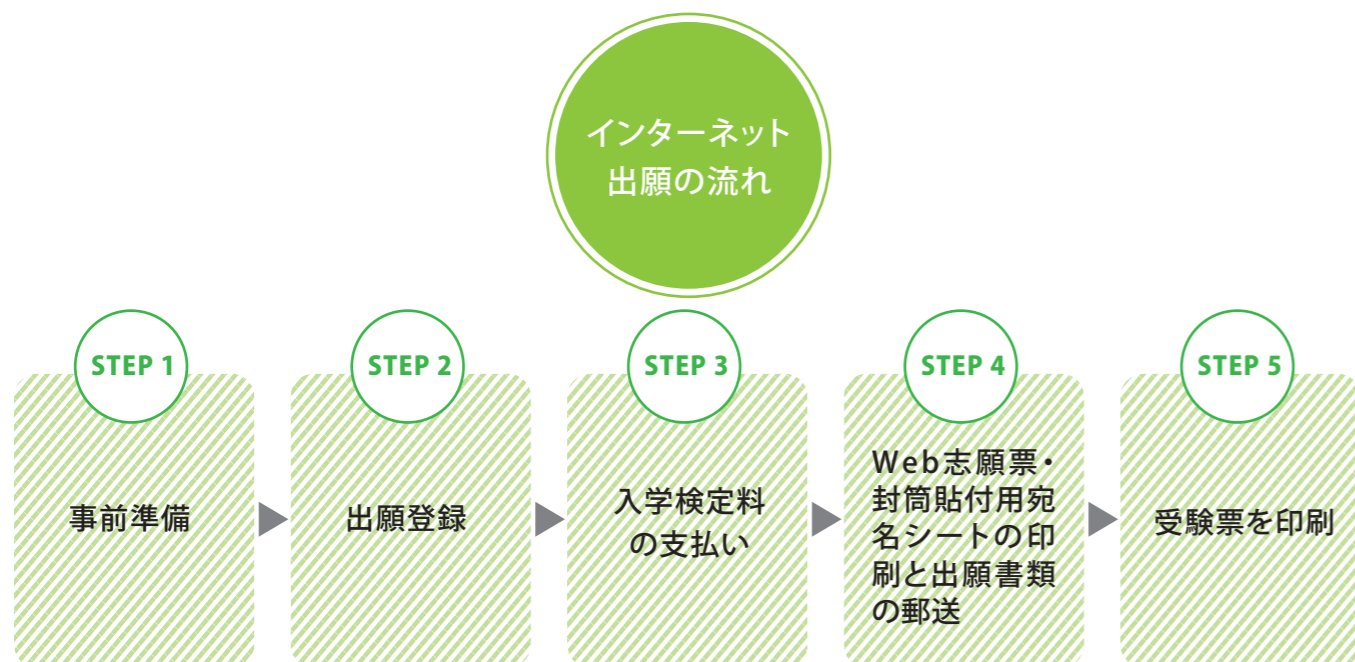 インターネット
出願の流れ
STEP 1
事前準備
STEP 2
出願登録
STEP 3
入学検定料
の支払い
STEP 4
Web志願票・
封筒貼付用宛
名シートの印
刷と出願書類
の郵送
STEP 5
受験票を印刷